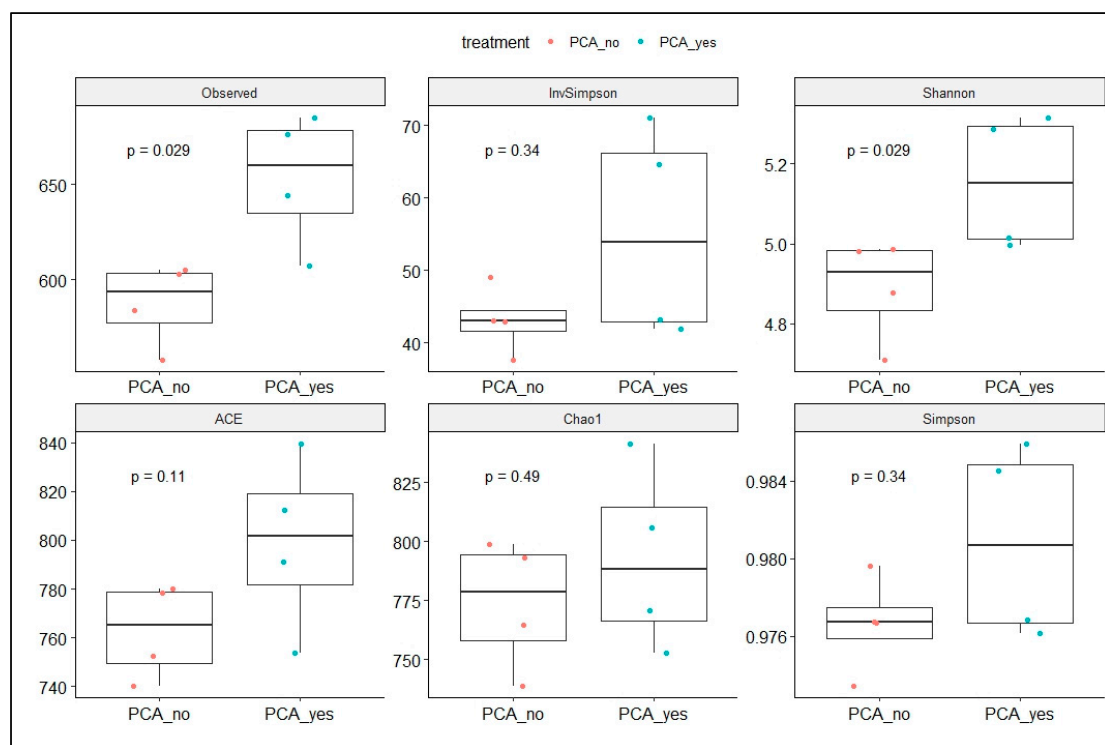 treatment PCA_no PCA_yes
Observed
p = 0.029
650
600
PCA_no PCA_yes
InvSimpson
p = 0.34
70
60
50
40
PCA_no PCA_yes
Shannon
p = 0.029
5.2
5.0
4.8
PCA_no PCA_yes
ACE
p = 0.11
840
820
800
780
760
740
PCA_no PCA_yes
Chao1
p = 0.49
825
800
775
750
PCA_no PCA_yes
Simpson
p = 0.34
0.984
0.980
0.976
PCA_no PCA_yes